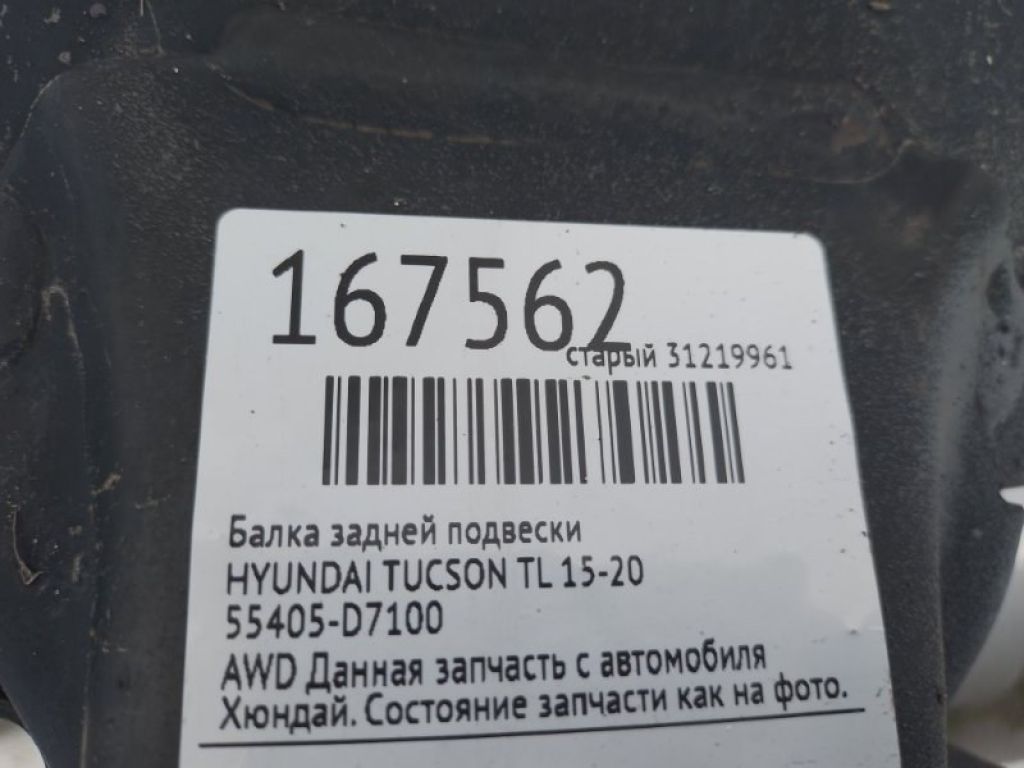 167562
старый 31219961
Балка задней подвески
HYUNDAI TUCSON TL 15-20
55405-D7100
AWD Данная запчасть с автомобиля
Хюндай. Состояние запчасти как на фото.